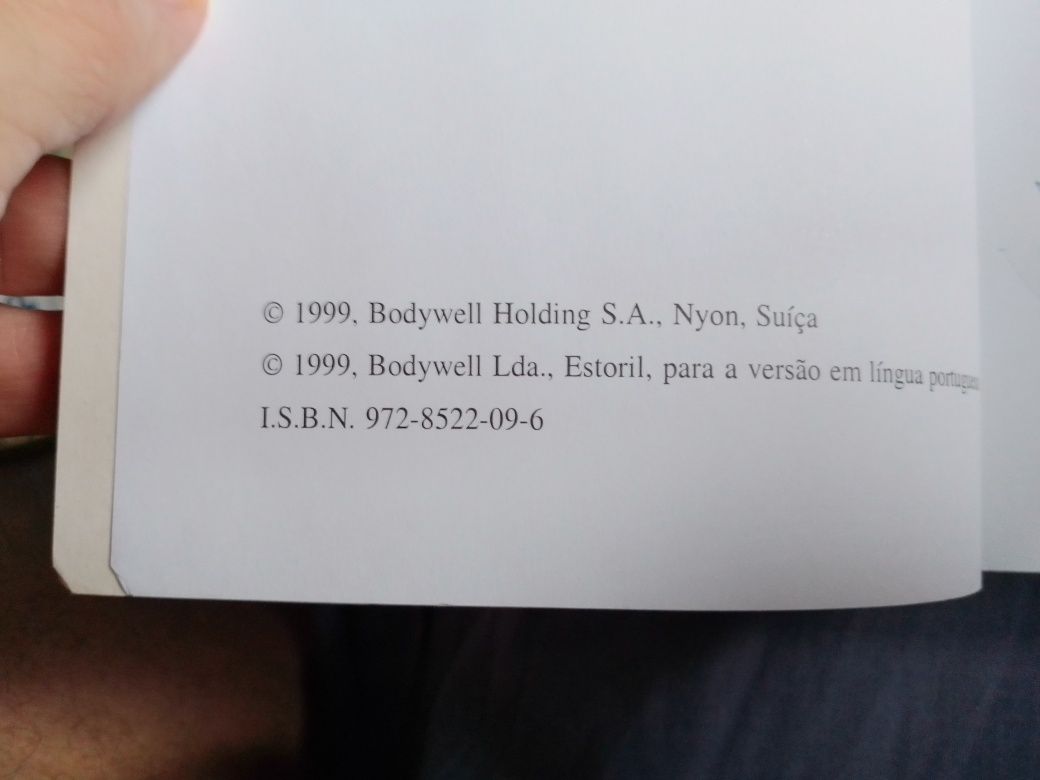 © 1999, Bodywell Holding S.A., Nyon, Suíça
© 1999, Bodywell Lda., Estoril, para a versão em língua
I.S.B.N. 972-8522-09-6